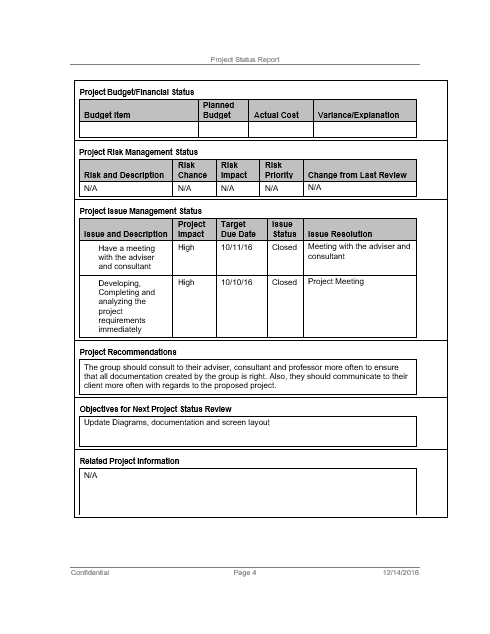 Project Status Report
Project Budget/Financial Status
Budget Item Planned Budget Actual Cost Variance/Explanation
Project Risk Management Status
Risk and Description Risk Chance Risk Impact Risk Priority Change from Last Review
N/A N/A N/A N/A N/A
Project Issue Management Status
Issue and Description Project Impact Target Due Date Issue Status Issue Resolution
Have a meeting
with the adviser
and consultant
High 10/11/16 Closed Meeting with the adviser and
consultant
Developing,
Completing and
analyzing the
project
requirements
immediately
High 10/10/16 Closed Project Meeting
Project Recommendations
The group should consult to their adviser, consultant and professor more often to ensure
that all documentation created by the group is right. Also, they should communicate to their
client more often with regards to the proposed project.
Objectives for Next Project Status Review
Update Diagrams, documentation and screen layout
Related Project Information
N/A
Confidential Page 4 12/14/2016